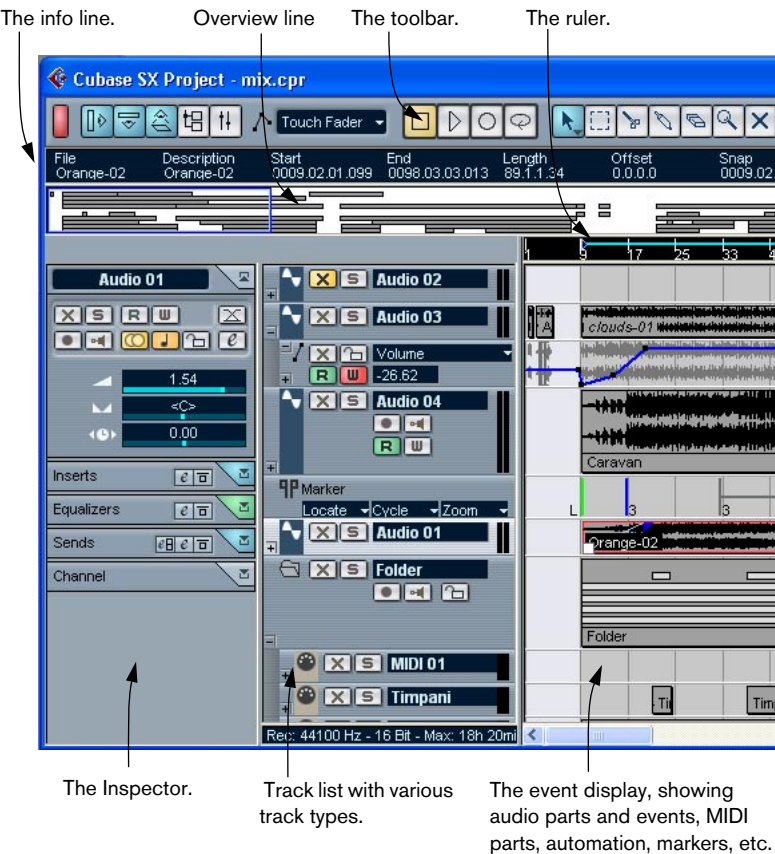 The info line.
Overview line
The toolbar.
The ruler.
Cubase SX Project - mix.cpr
Touch Fader
File Description Start End Length Offset Snap
Orange-02 Orange-02 0009.02.01.099 0098.03.03.013 89.1.1.34 0.0.0.0 0009.02
1 9 17 25 33 4
Audio 01
X S R W
e
1.54
<C>
0.00
Inserts e
Equalizers e
Sends e e
Channel
X S Audio 02
X S Audio 03
clouds-01
X Volume
R W -26.62
X S Audio 04
R W
Caravan
Marker
Locate Cycle Zoom
L 3 3
X S Audio 01
Orange-02
X S Folder
Folder
X S MIDI 01
X S Timpani
Tim
Rec: 44100 Hz - 16 Bit - Max: 18h 20mi
The Inspector.
Track list with various
track types.
The event display, showing
audio parts and events, MIDI
parts, automation, markers, etc.